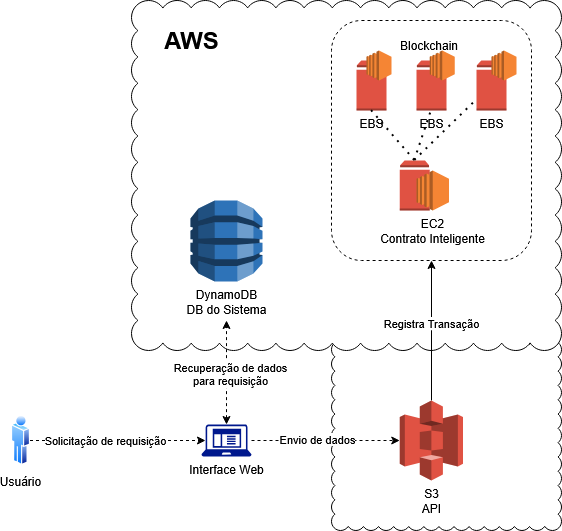 AWS
Blockchain
EBS
EBS
EBS
EC2
Contrato Inteligente
DynamoDB
DB do Sistema
Registra Transação
Recuperação de dados
para requisição
Solicitação de requisição
Envio de dados
Usuário
Interface Web
S3
API